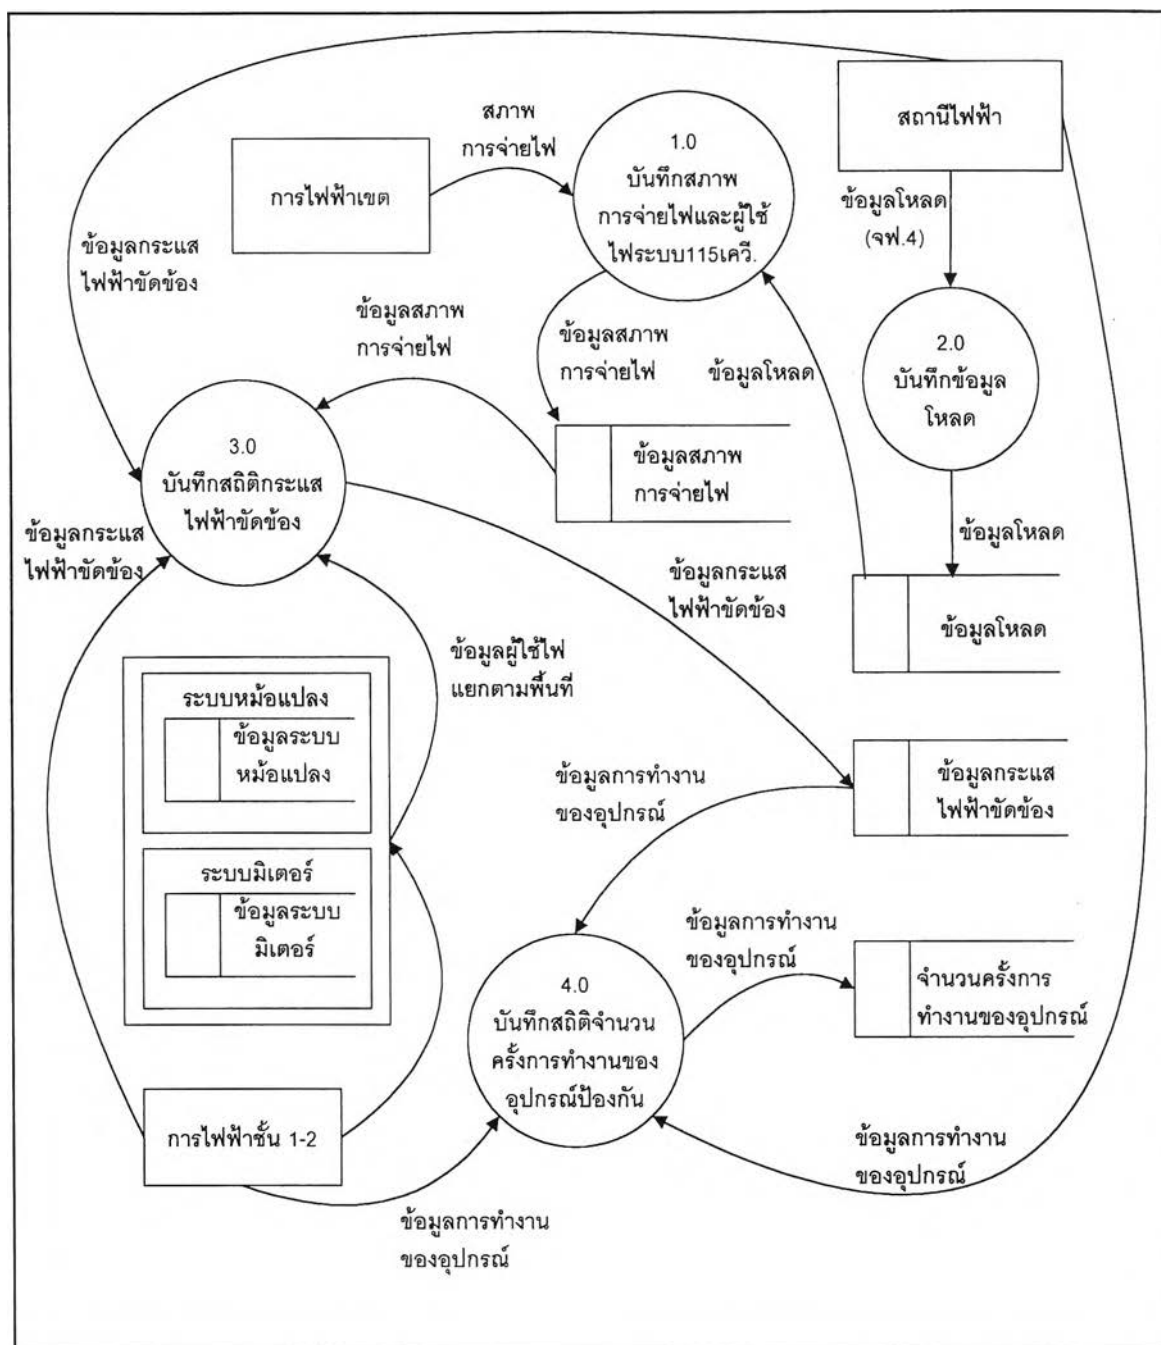 สถานีไฟฟ้า
สภาพ
การจ่ายไฟ
1.0
บันทึกสภาพ
การจ่ายไฟและผู้ใช้
ไฟระบบ115เควี.
การไฟฟ้าเขต
ข้อมูลโหลด
(จฟ.4)
ข้อมูลกระแส
ไฟฟ้าขัดข้อง
ข้อมูลสภาพ
การจ่ายไฟ
ข้อมูลสภาพ
การจ่ายไฟ
ข้อมูลโหลด
2.0
บันทึกข้อมูล
โหลด
3.0
บันทึกสถิติกระแส
ไฟฟ้าขัดข้อง
ข้อมูลสภาพ
การจ่ายไฟ
ข้อมูลกระแส
ไฟฟ้าขัดข้อง
ข้อมูลโหลด
ข้อมูลกระแส
ไฟฟ้าขัดข้อง
ข้อมูลโหลด
ข้อมูลผู้ใช้ไฟ
แยกตามพื้นที่
ระบบหม้อแปลง
ข้อมูลระบบ
หม้อแปลง
ข้อมูลการทำงาน
ของอุปกรณ์
ข้อมูลกระแส
ไฟฟ้าขัดข้อง
ระบบมิเตอร์
ข้อมูลระบบ
มิเตอร์
ข้อมูลการทำงาน
ของอุปกรณ์
4.0
บันทึกสถิติจำนวน
ครั้งการทำงานของ
อุปกรณ์ป้องกัน
จำนวนครั้งการ
ทำงานของอุปกรณ์
การไฟฟ้าชั้น 1-2
ข้อมูลการทำงาน
ของอุปกรณ์
ข้อมูลการทำงาน
ของอุปกรณ์